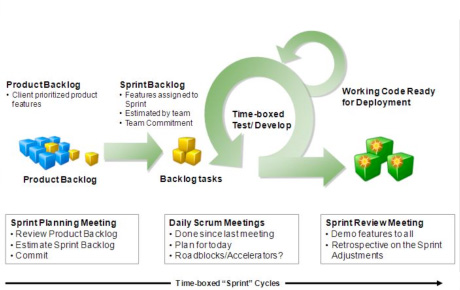 Product Backlog
• Client prioritized product
features
Sprint Backlog
• Features assigned to
Sprint
• Estimated by team
• Team Commitment
Time-boxed
Test/Develop
Working Code Ready
for Deployment
Product Backlog
Backlog tasks
Sprint Planning Meeting
• Review Product Backlog
• Estimate Sprint Backlog
• Commit
Daily Scrum Meetings
• Done since last meeting
• Plan for today
• Roadblocks/Accelerators?
Sprint Review Meeting
• Demo features to all
• Retrospective on the Sprint
Adjustments
Time-boxed "Sprint" Cycles